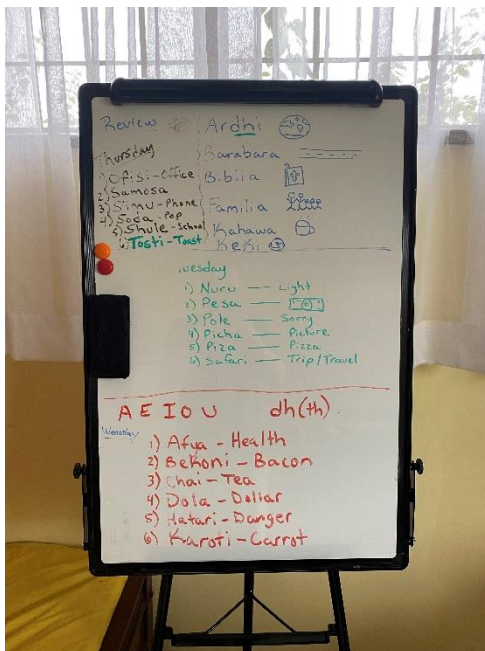 Review
Thursday
1) Ofisi - Office
2) Samosa
3) Simu - Phone
4) Soda - Pop
5) Shule - School
6) Tosti - Toast
Ardhi
Barabara
Biblia
Familia
Kahawa
Keki
uesday
1) Nuru — Light
2) Pesa —
3) Pole — Sorry
4) Picha — Picture
5) Piza — Pizza
6) Safari — Trip/Travel
A E I O U dh(th)
1) Afya - Health
2) Bekoni - Bacon
3) Chai - Tea
4) Dola - Dollar
5) Hatari - Danger
6) Karoti - Carrot